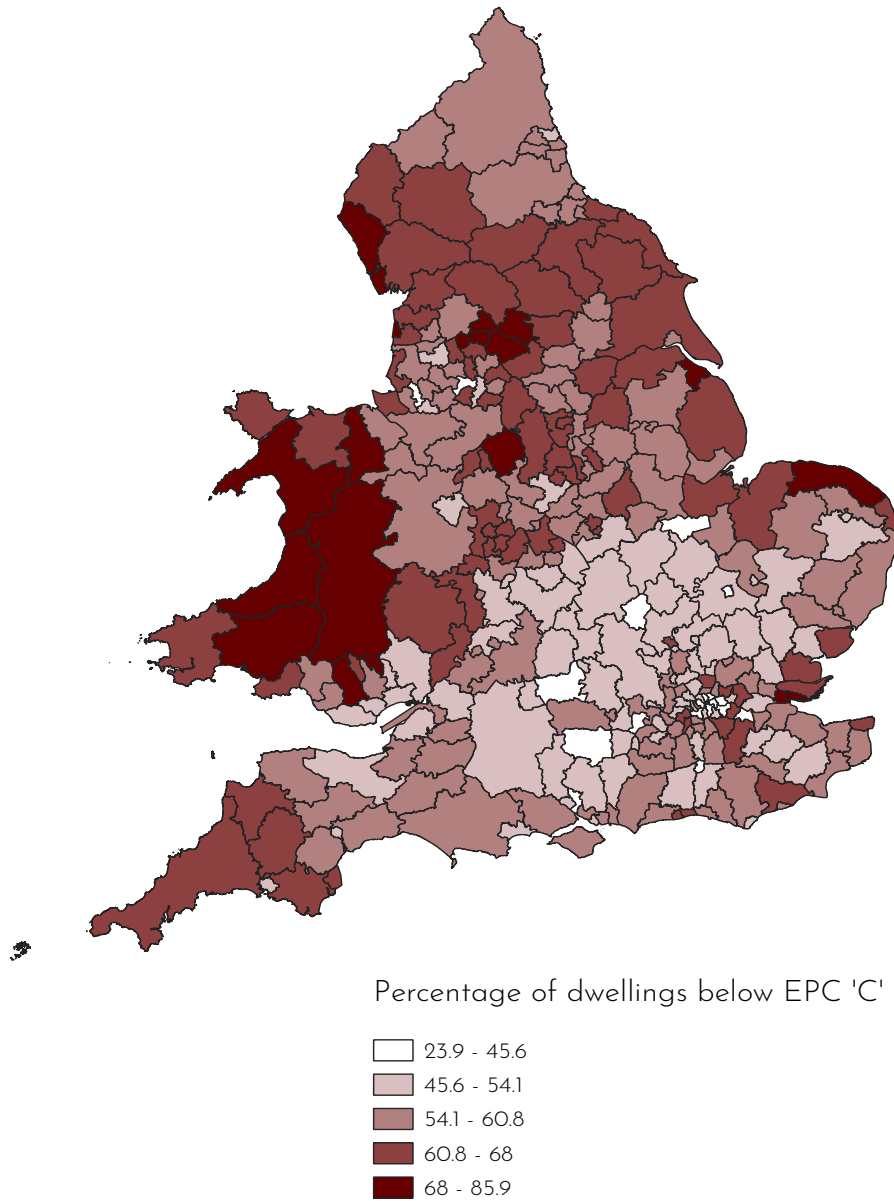 Percentage of dwellings below EPC 'C'
23.9 - 45.6
45.6 - 54.1
54.1 - 60.8
60.8 - 68
68 - 85.9